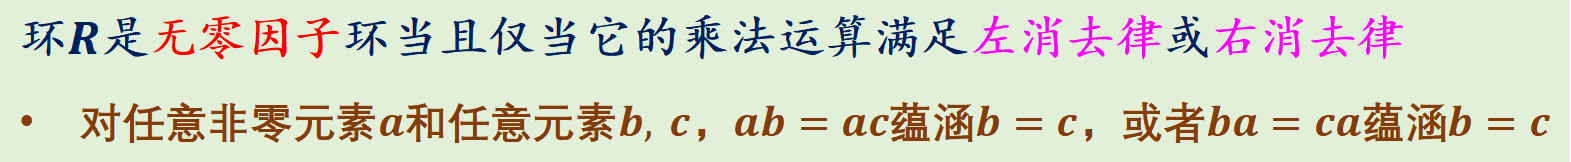 环R是无零因子环当且仅当它的乘法运算满足左消去律或右消去律
• 对任意非零元素a和任意元素b, c，ab = ac蕴涵b = c，或者ba = ca蕴涵b = c